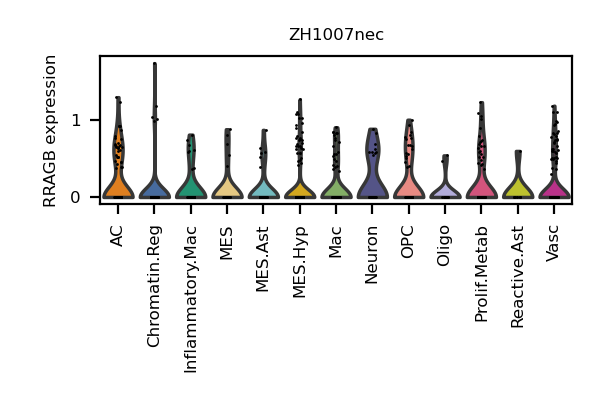 ZH1007nec
RRAGB expression
1
0
AC
Chromatin.Reg
Inflammatory.Mac
MES
MES.Ast
MES.Hyp
Mac
Neuron
OPC
Oligo
Prolif.Metab
Reactive.Ast
Vasc